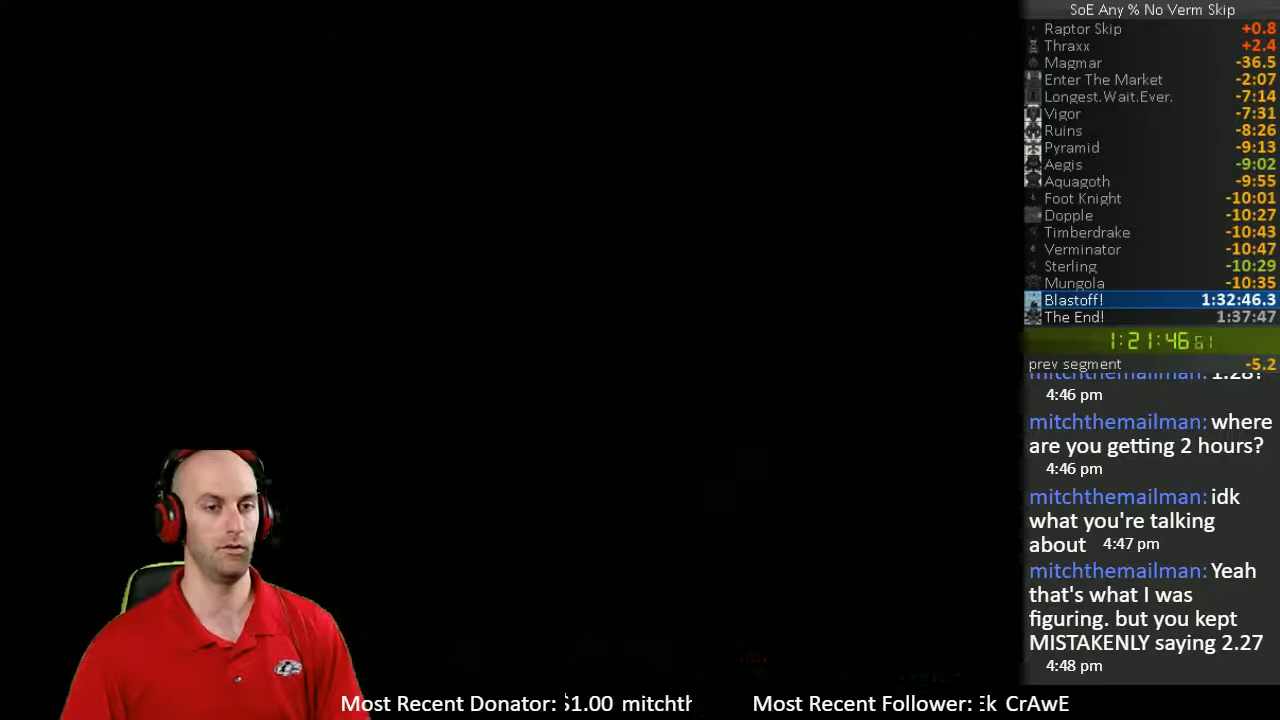 SoE Any % No Verm Skip
Raptor Skip +0.8
Thraxx +2.4
Magmar -36.5
Enter The Market -2:07
Longest.Wait.Ever. -7:14
Vigor -7:31
Ruins -8:26
Pyramid -9:13
Aegis -9:02
Aquagoth -9:55
Foot Knight -10:01
Dopple -10:27
Timberdrake -10:43
Verminator -10:47
Sterling -10:29
Mungola -10:35
Blastoff! 1:32:46.3
The End! 1:37:47
1:21:46
prev segment -5.2
mitchthemailman: 1.28?
4:46 pm
mitchthemailman: where
are you getting 2 hours?
4:46 pm
mitchthemailman: idk
what you're talking
about 4:47 pm
mitchthemailman: Yeah
that's what I was
figuring. but you kept
MISTAKENLY saying 2.27
4:48 pm
Most Recent Donator: $1.00 mitchth
Most Recent Follower: CrAwE